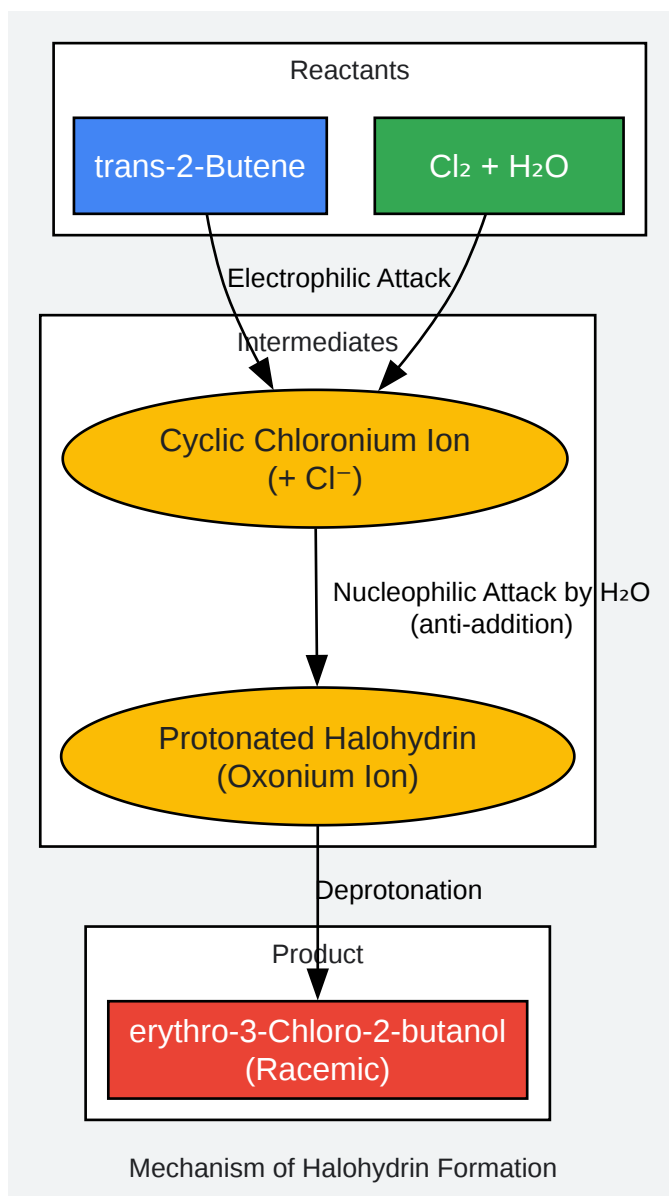 Reactants
trans-2-Butene
Cl₂ + H₂O
Electrophilic Attack
Intermediates
Cyclic Chloronium Ion
(+ Cl⁻)
Nucleophilic Attack by H₂O
(anti-addition)
Protonated Halohydrin
(Oxonium Ion)
Deprotonation
Product
erythro-3-Chloro-2-butanol
(Racemic)
Mechanism of Halohydrin Formation